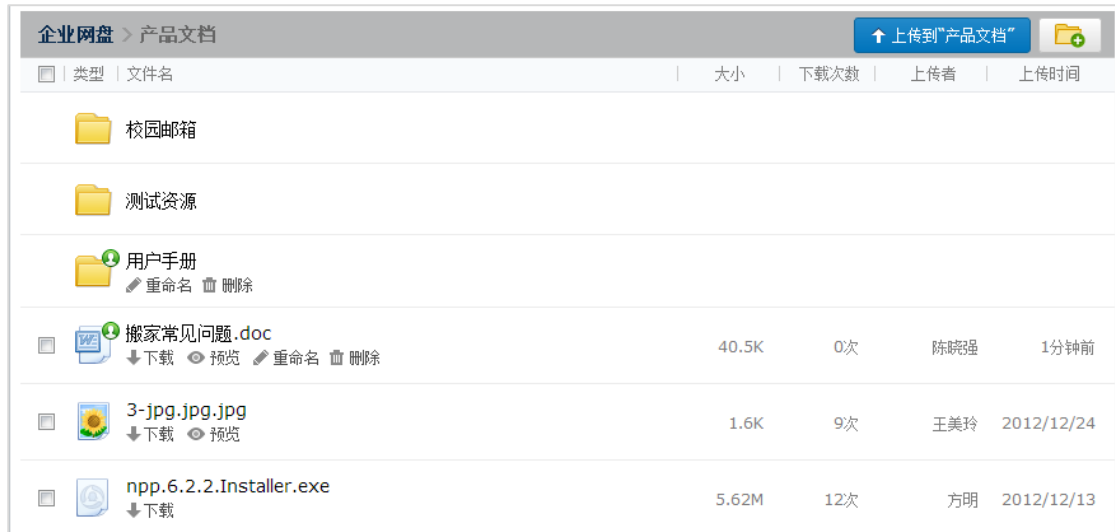 企业网盘 > 产品文档 上传到“产品文档”
类型 文件名 大小 下载次数 上传者 上传时间
校园邮箱
测试资源
用户手册
重命名 删除
搬家常见问题.doc
下载 预览 重命名 删除 40.5K 0次 陈晓强 1分钟前
3-jpg.jpg.jpg
下载 预览 1.6K 9次 王美玲 2012/12/24
npp.6.2.2.Installer.exe
下载 5.62M 12次 方明 2012/12/13